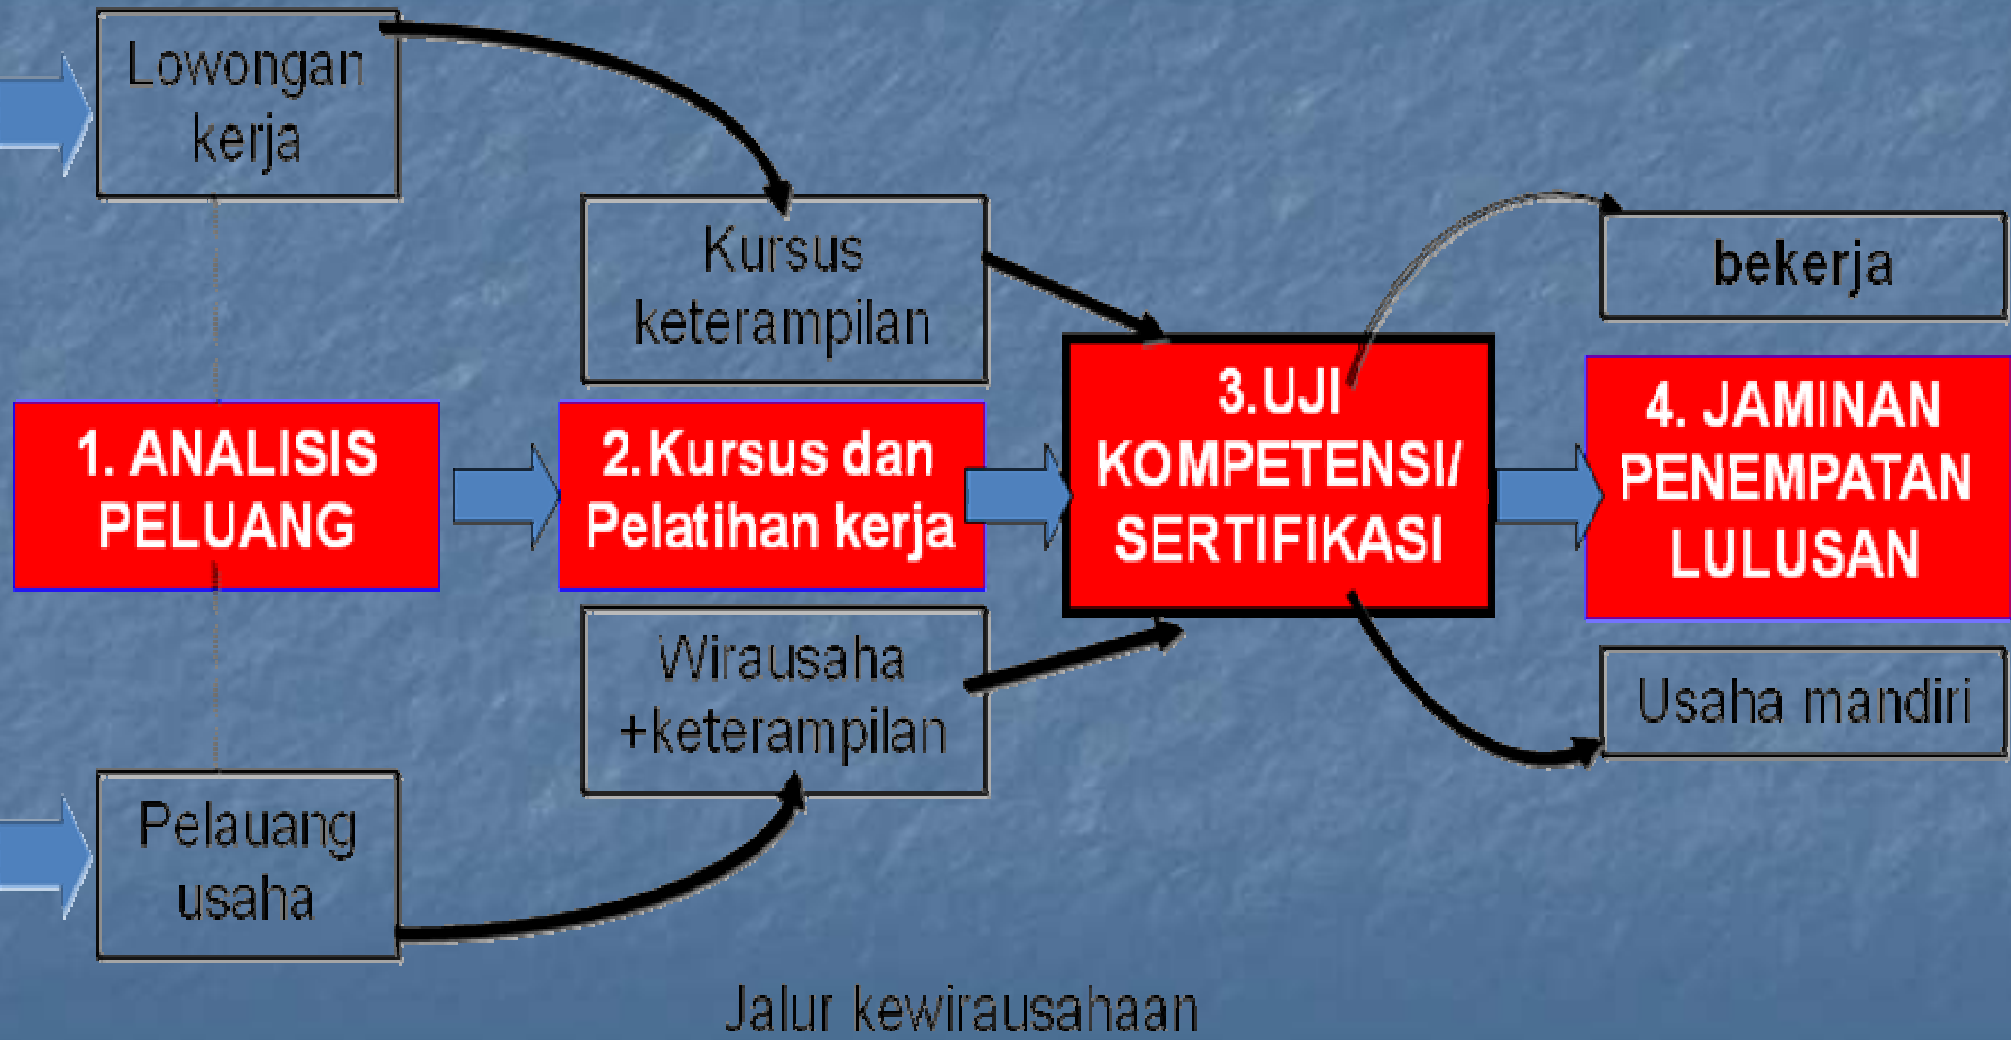 Lowongan
kerja
Kursus
keterampilan
bekerja
1. ANALISIS
PELUANG
2.Kursus dan
Pelatihan kerja
3.UJI
KOMPETENSI/
SERTIFIKASI
4. JAMINAN
PENEMPATAN
LULUSAN
Wirausaha
+keterampilan
Usaha mandiri
Pelauang
usaha
Jalur kewirausahaan